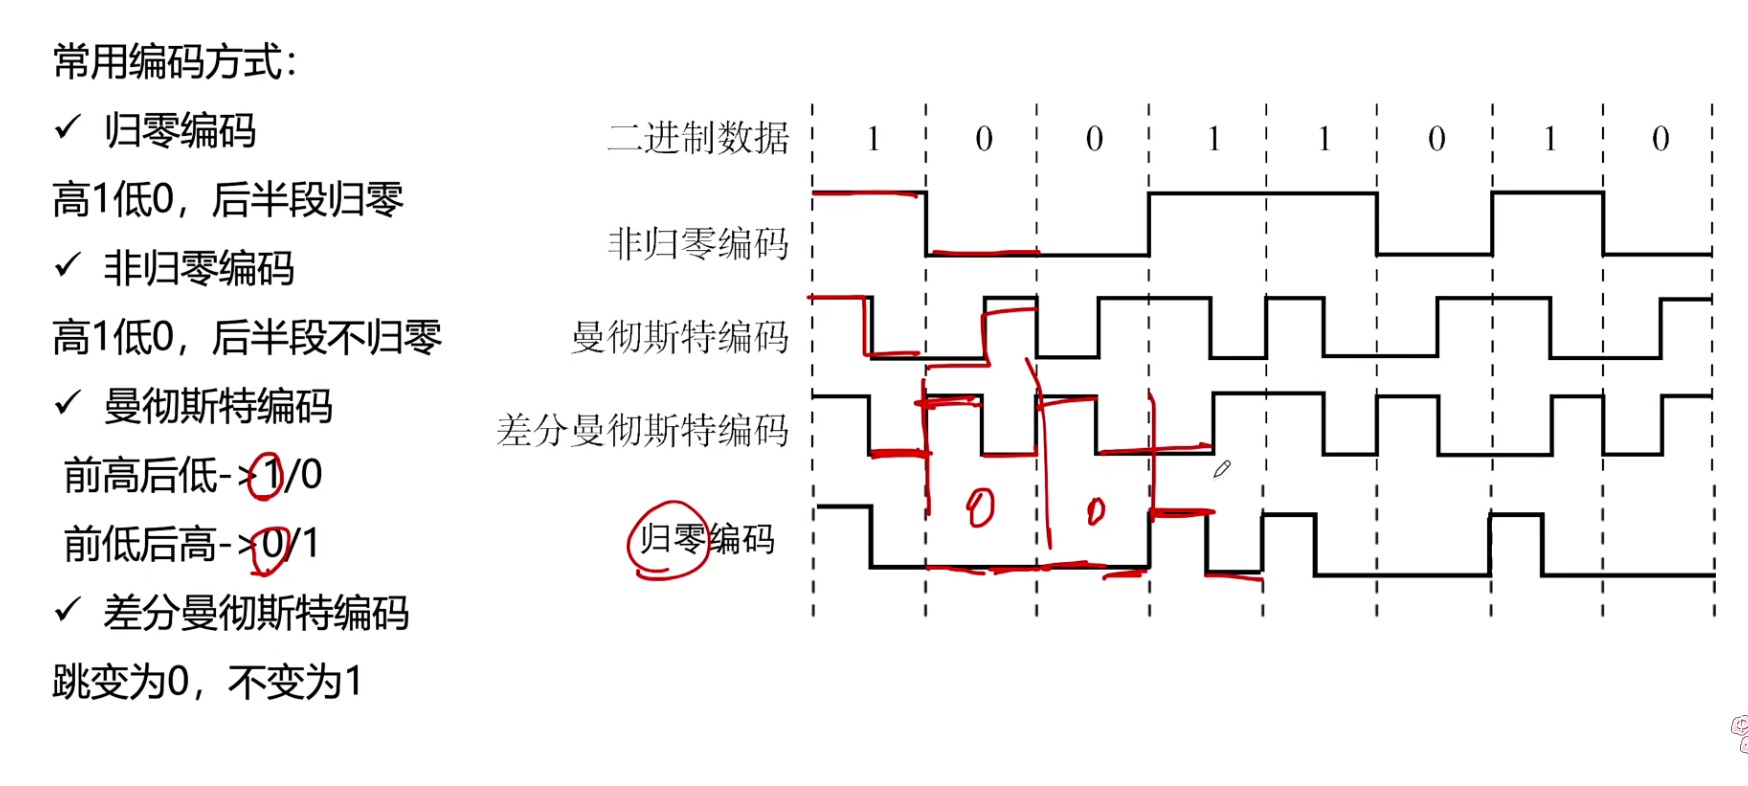 常用编码方式：
✓ 归零编码
高1低0，后半段归零
✓ 非归零编码
高1低0，后半段不归零
✓ 曼彻斯特编码
前高后低->1/0
前低后高->0/1
✓ 差分曼彻斯特编码
跳变为0，不变为1
二进制数据 1 0 0 1 1 0 1 0
非归零编码
曼彻斯特编码
差分曼彻斯特编码
0 0
归零编码